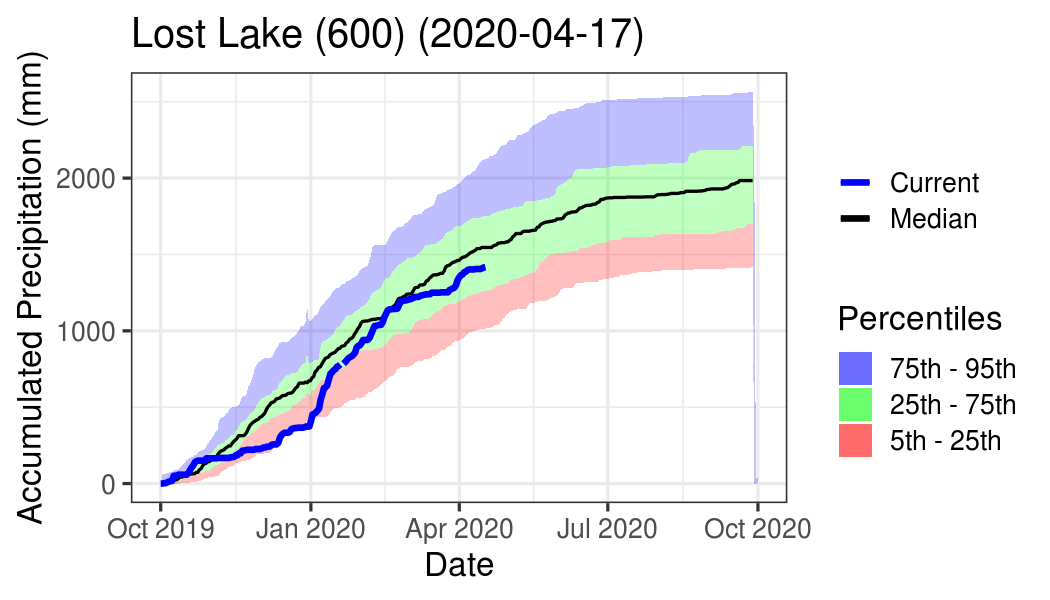 Lost Lake (600) (2020-04-17)
Accumulated Precipitation (mm)
2000
1000
0
Oct 2019
Jan 2020
Apr 2020
Jul 2020
Oct 2020
Date
Current
Median
Percentiles
75th - 95th
25th - 75th
5th - 25th